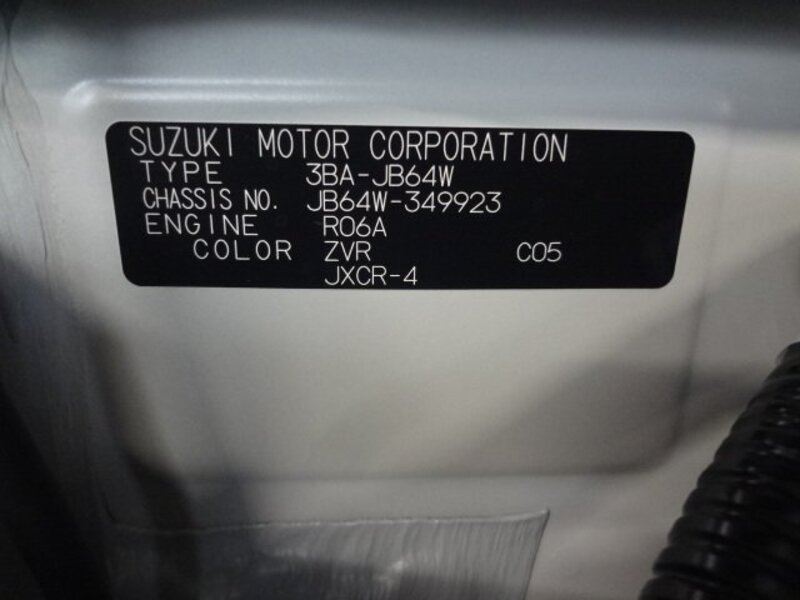 SUZUKI MOTOR CORPORATION
TYPE 3BA-JB64W
CHASSIS NO. JB64W-349923
ENGINE R06A
COLOR ZVR C05
JXCR-4